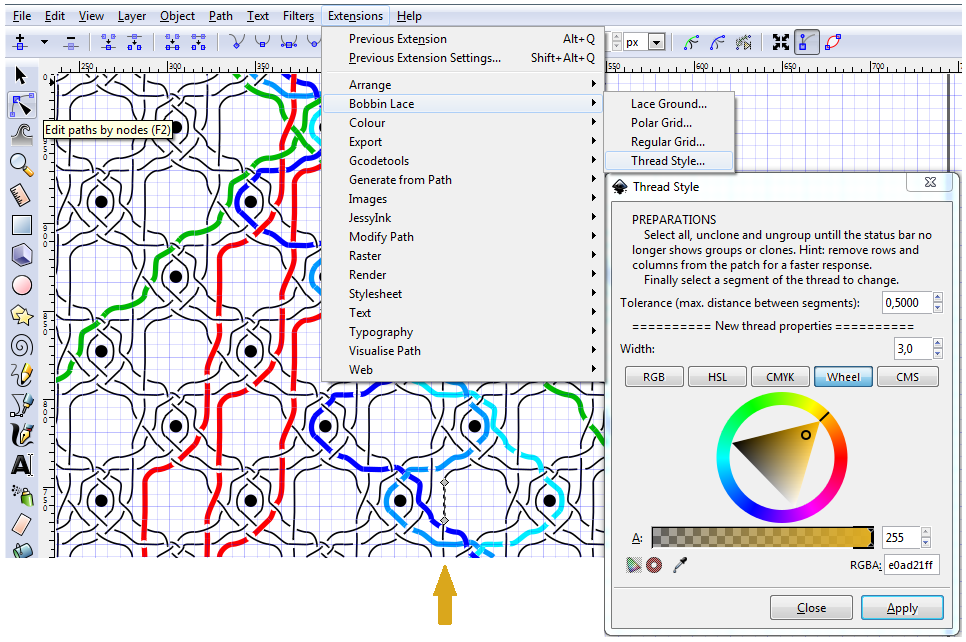 File Edit View Layer Object Path Text Filters Extensions Help
Previous Extension Alt+Q
Previous Extension Settings... Shift+Alt+Q
px
250 300 550 600 650 700
Arrange
Bobbin Lace
Lace Ground...
Colour
Polar Grid...
Edit paths by nodes (F2)
Export
Regular Grid...
Gcodetools
Thread Style...
Generate from Path
Images
JessyInk
Modify Path
Raster
Render
Stylesheet
Text
Typography
Visualise Path
Web
950
900
850
800
750
Thread Style
PREPARATIONS
Select all, unclone and ungroup untill the status bar no
longer shows groups or clones. Hint: remove rows and
columns from the patch for a faster response.
Finally select a segment of the thread to change.
Tolerance (max. distance between segments): 0,5000
========== New thread properties ==========
Width: 3,0
RGB HSL CMYK Wheel CMS
A: 255
RGBA: e0ad21ff
Close Apply